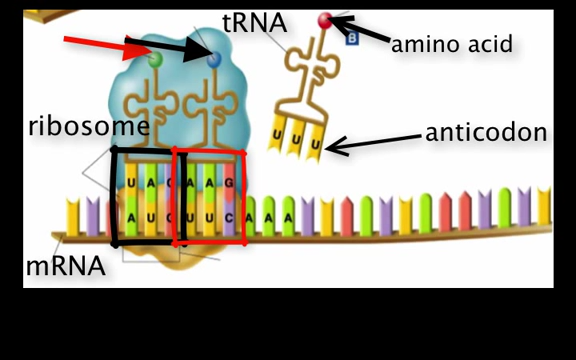 tRNA
B
amino acid
ribosome
anticodon
U U U
U A C A A G
A U G U U C A A A
mRNA